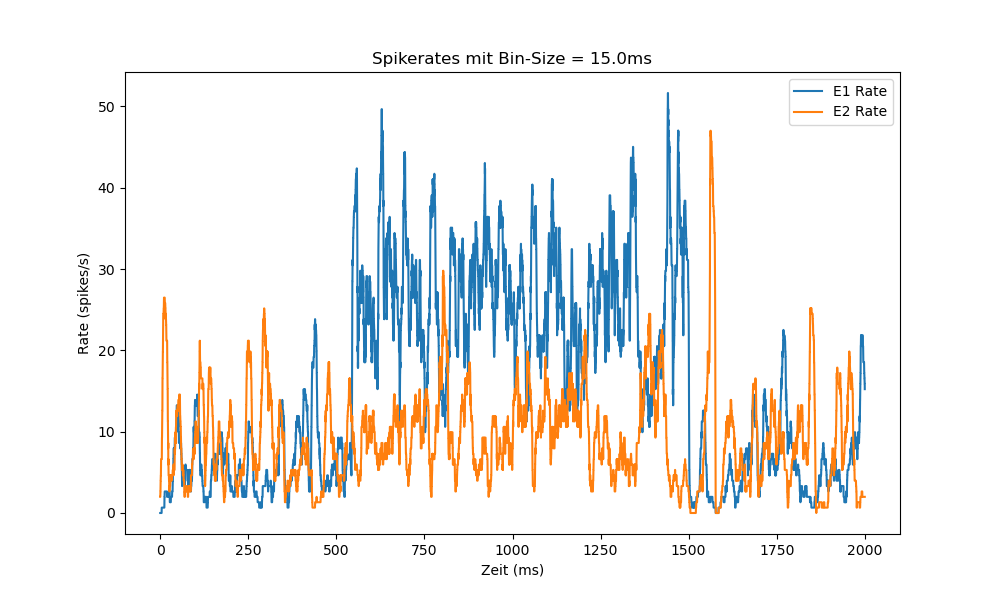 Spikerates mit Bin-Size = 15.0ms
E1 Rate
E2 Rate
Rate (spikes/s)
50
40
30
20
10
0
0 250 500 750 1000 1250 1500 1750 2000
Zeit (ms)